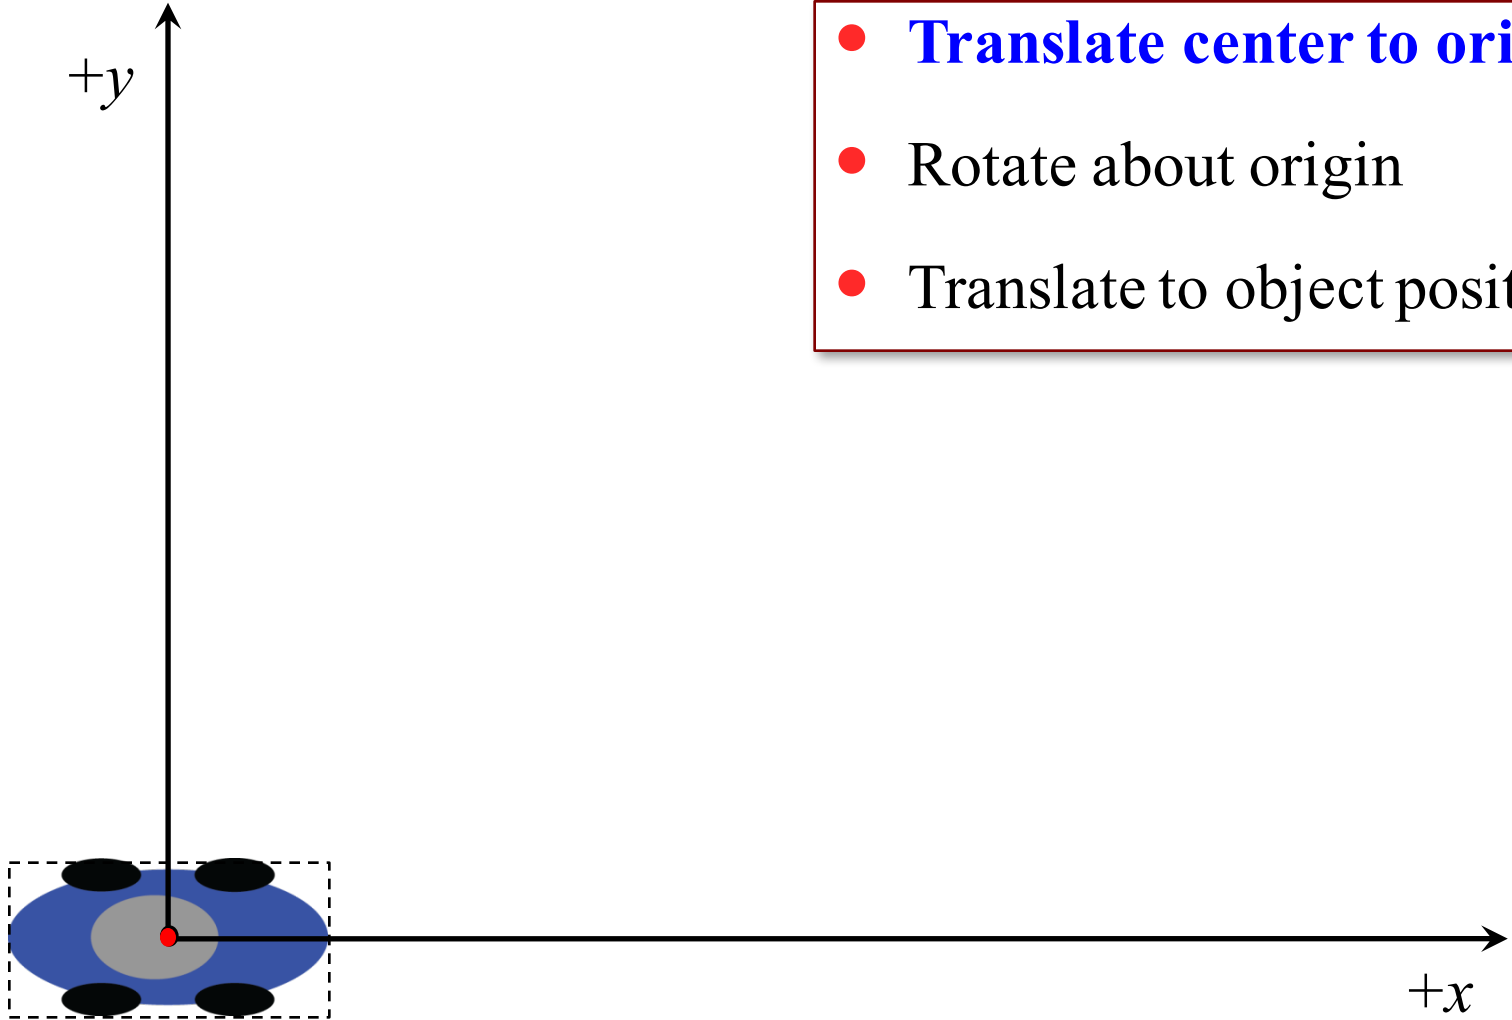 +y
Translate center to ori
Rotate about origin
Translate to object posit
+x